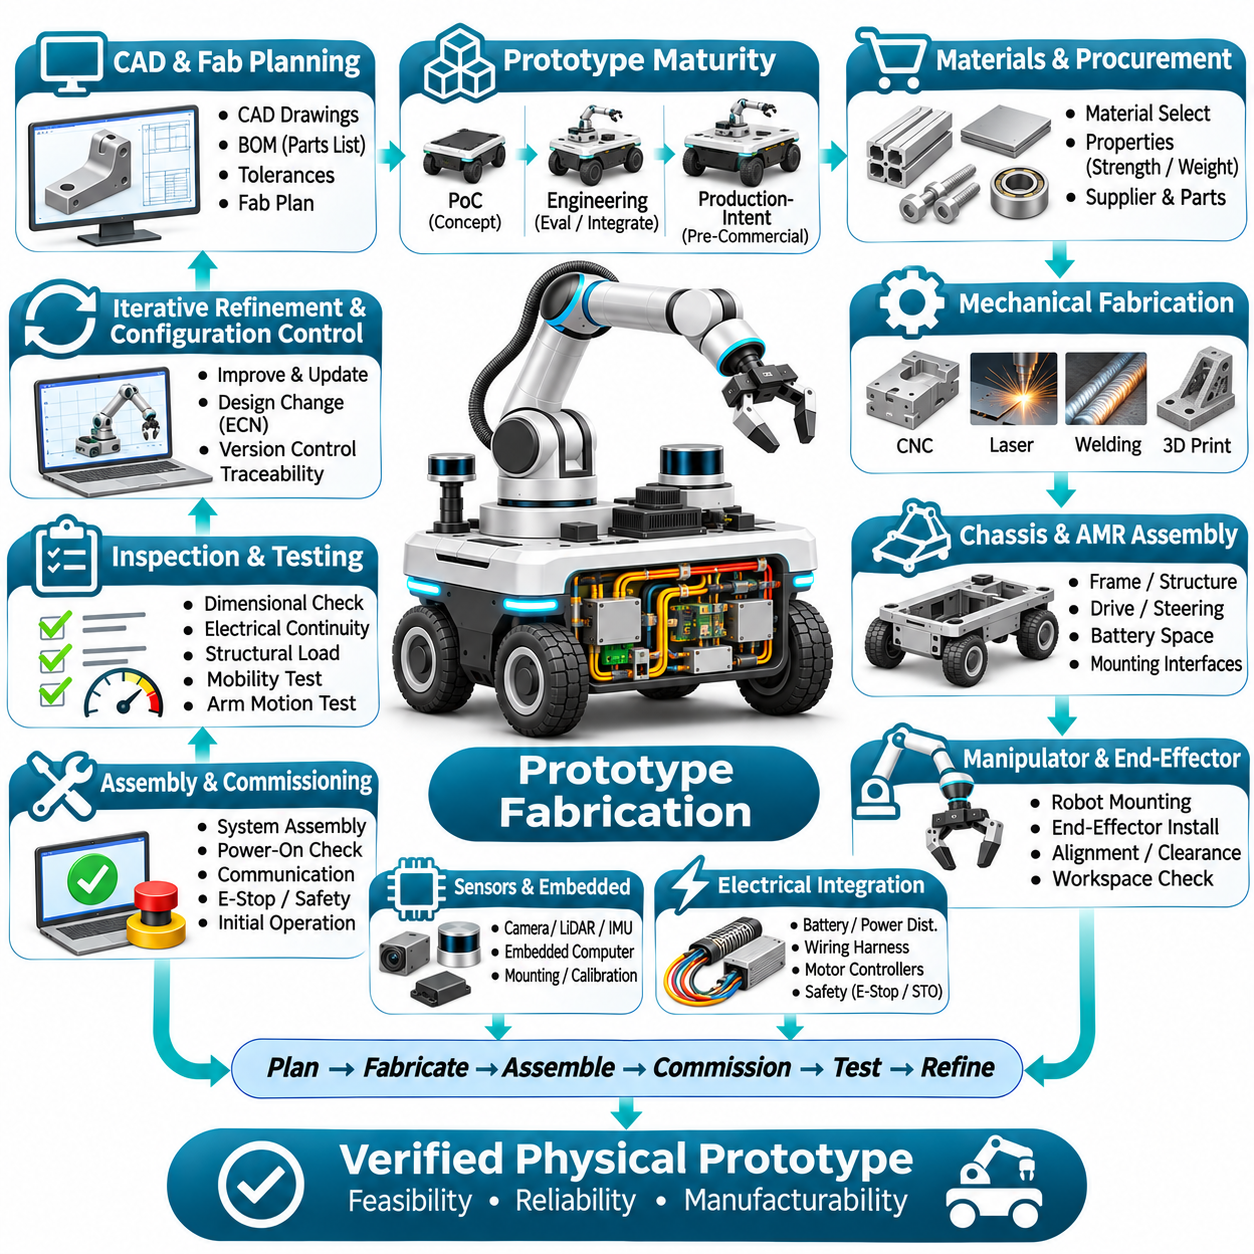 CAD & Fab Planning
• CAD Drawings
• BOM (Parts List)
• Tolerances
• Fab Plan
Prototype Maturity
PoC
(Concept)
Engineering
(Eval / Integrate)
Production-
Intent
(Pre-Commercial)
Materials & Procurement
• Material Select
• Properties
(Strength / Weight)
• Supplier & Parts
Iterative Refinement &
Configuration Control
• Improve & Update
• Design Change
(ECN)
• Version Control
Traceability
Mechanical Fabrication
CNC
Laser
Welding
3D Print
Inspection & Testing
• Dimensional Check
• Electrical Continuity
• Structural Load
• Mobility Test
• Arm Motion Test
Chassis & AMR Assembly
• Frame / Structure
• Drive / Steering
• Battery Space
• Mounting Interfaces
Assembly & Commissioning
• System Assembly
• Power-On Check
• Communication
• E-Stop / Safety
• Initial Operation
Prototype
Fabrication
Manipulator & End-Effector
• Robot Mounting
• End-Effector Install
• Alignment / Clearance
• Workspace Check
Sensors & Embedded
• Camera / LiDAR / IMU
• Embedded Computer
• Mounting / Calibration
Electrical Integration
• Battery / Power Dist.
• Wiring Harness
• Motor Controllers
• Safety (E-Stop / STO)
Plan → Fabricate → Assemble → Commission → Test → Refine
Verified Physical Prototype
Feasibility • Reliability • Manufacturability